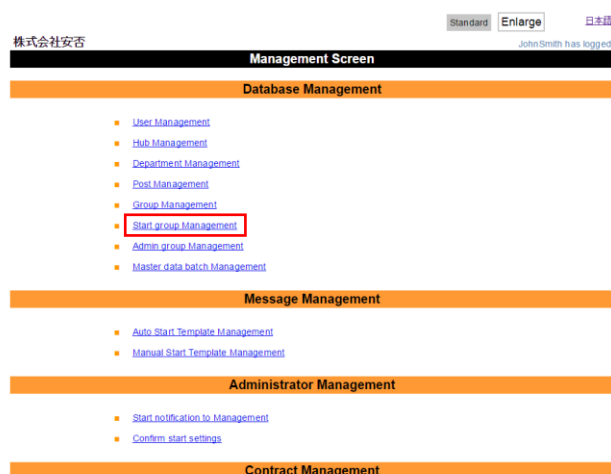 Standard Enlarge 日本語
株式会社安否
JohnSmith has logged
Management Screen
Database Management
User Management
Hub Management
Department Management
Post Management
Group Management
Start group Management
Admin group Management
Master data batch Management
Message Management
Auto Start Template Management
Manual Start Template Management
Administrator Management
Start notification to Management
Confirm start settings
Contract Management